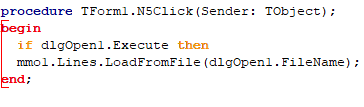 procedure TForm1.N5Click(Sender: TObject);
begin
if dlgOpen1.Execute then
mmo1.Lines.LoadFromFile(dlgOpen1.FileName);
end;